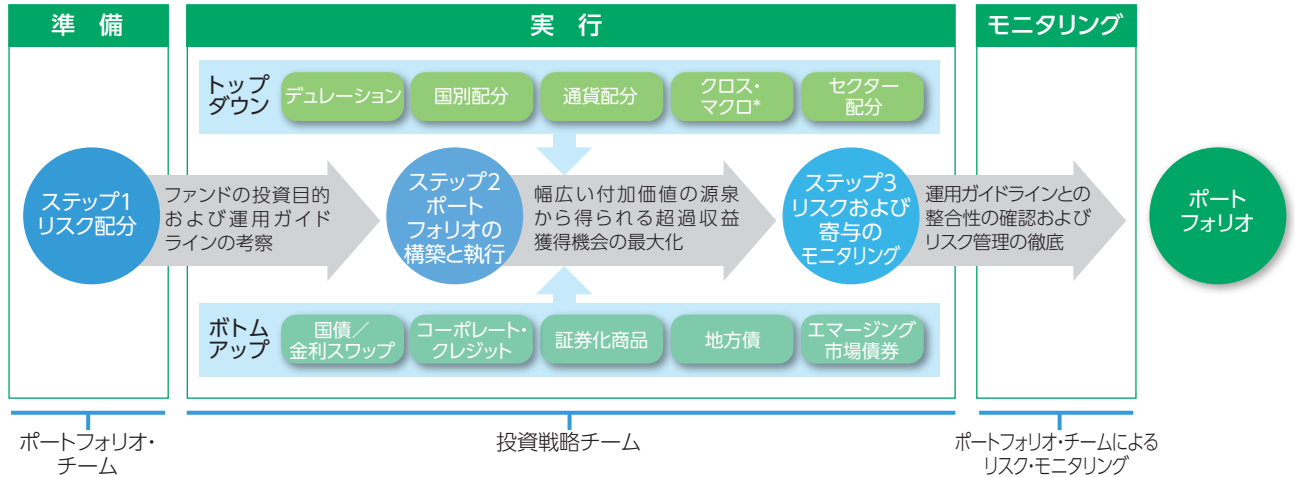 準　備
実　行
モニタリング
トップ
ダウン
デュレーション
国別配分
通貨配分
クロス・
マクロ*
セクター
配分
ステップ1
リスク配分
ファンドの投資目的
および運用ガイド
ラインの考察
ステップ2
ポート
フォリオの
構築と執行
幅広い付加価値の源泉
から得られる超過収益
獲得機会の最大化
ステップ3
リスクおよび
寄与の
モニタリング
運用ガイドラインとの
整合性の確認および
リスク管理の徹底
ポート
フォリオ
ボトム
アップ
国債／
金利スワップ
コーポレート・
クレジット
証券化商品
地方債
エマージング
市場債券
ポートフォリオ・
チーム
投資戦略チーム
ポートフォリオ・チームによる
リスク・モニタリング